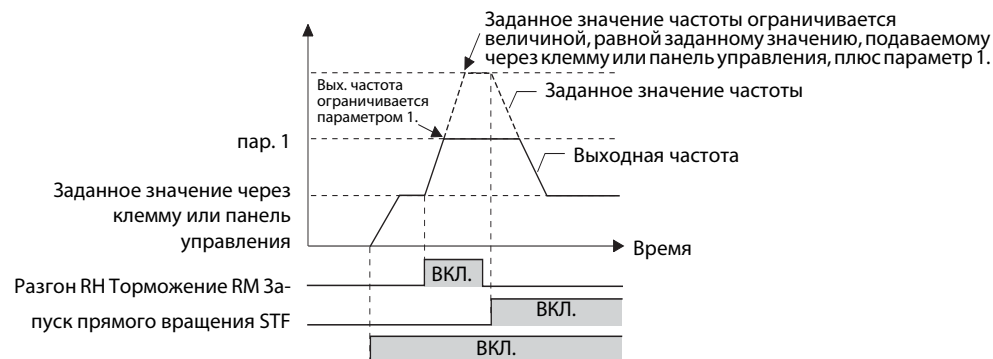 Заданное значение частоты ограничивается
величиной, равной заданному значению, подаваемому
через клемму или панель управления, плюс параметр 1.
Вых. частота
ограничивается
параметром 1.
Заданное значение частоты
пар. 1
Выходная частота
Заданное значение через
клемму или панель
управления
Время
ВКЛ.
Разгон RH Торможение RM За-
ВКЛ.
пуск прямого вращения STF
ВКЛ.